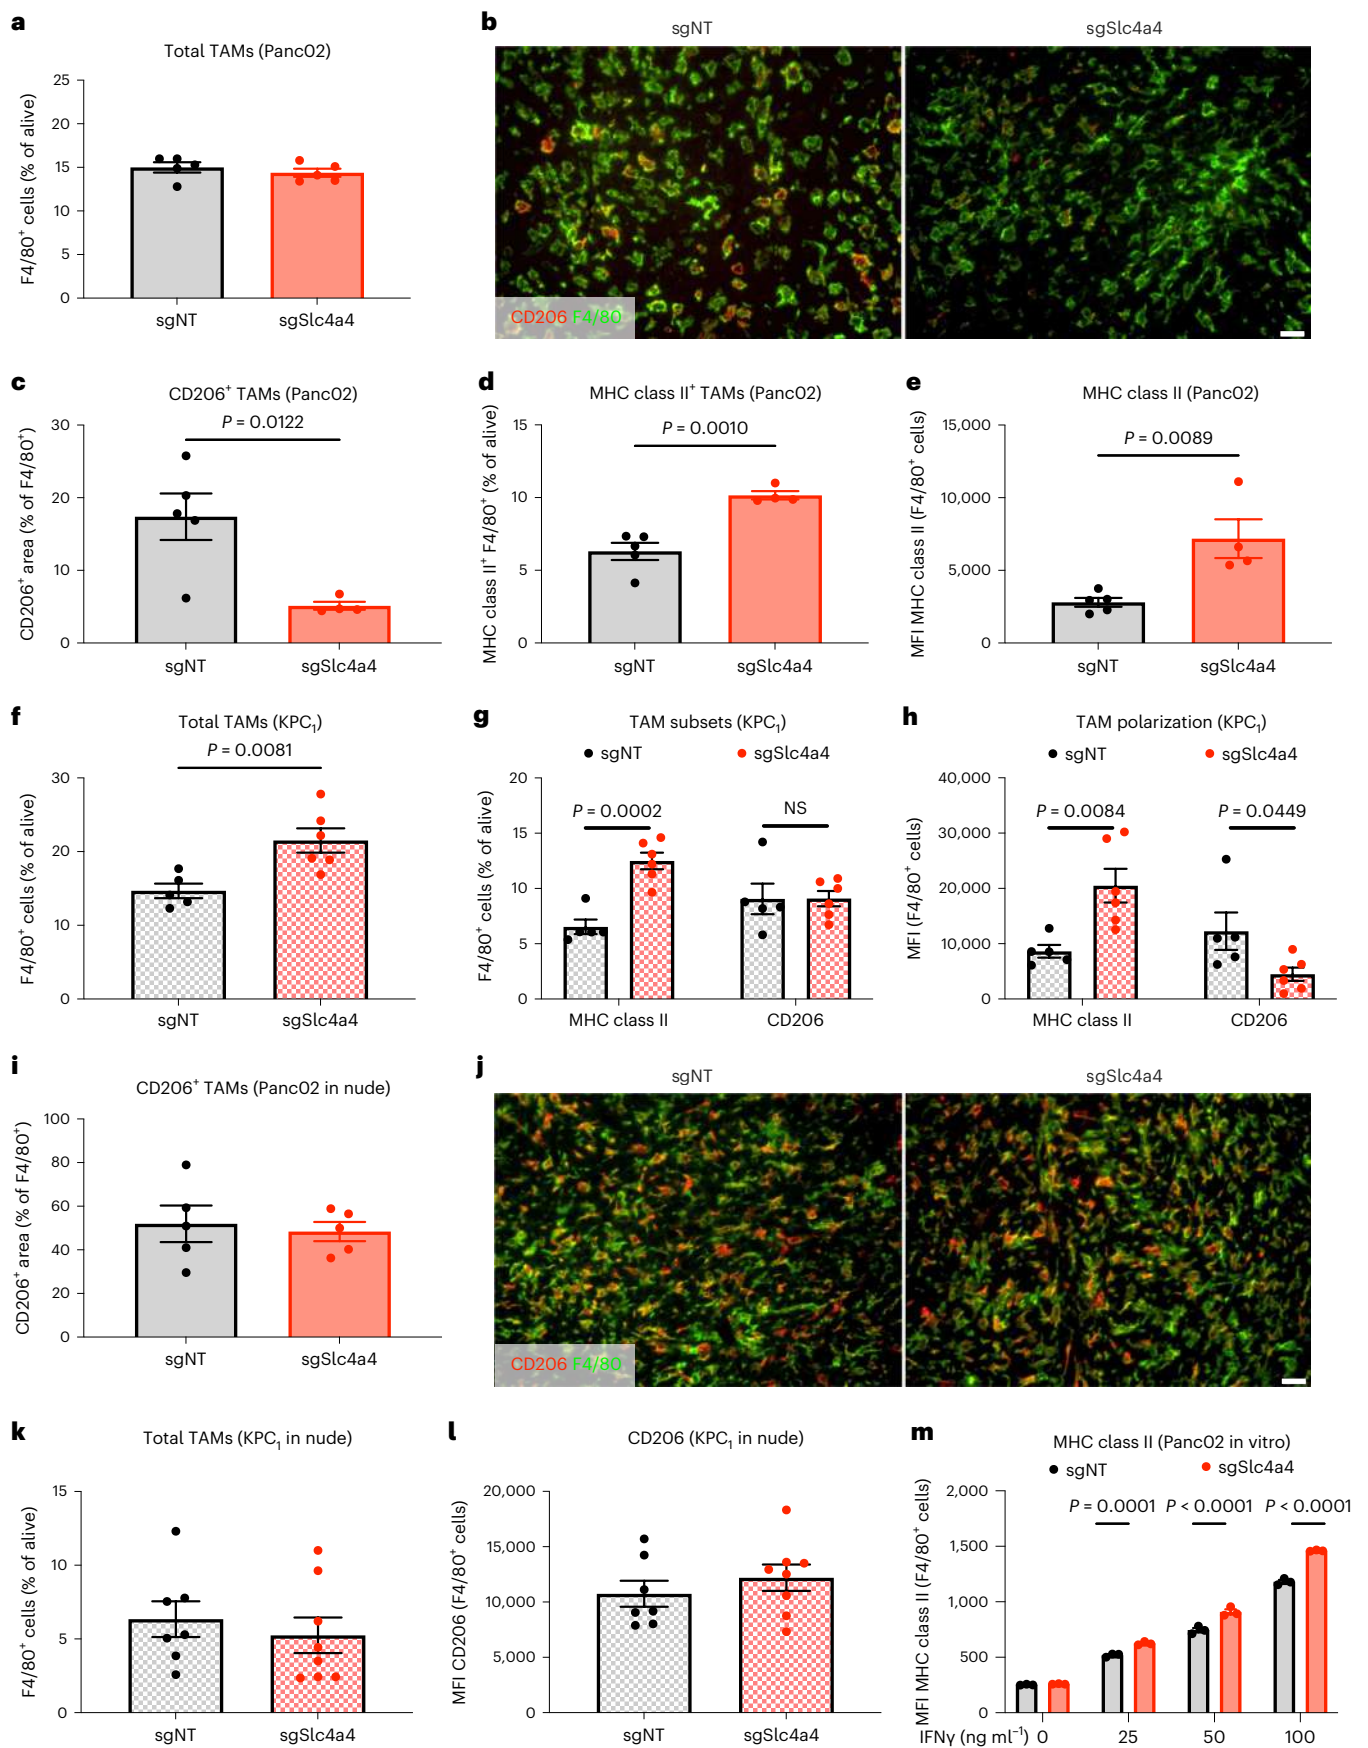 a
Total TAMs (Panc02)
F4/80⁺ cells (% of alive)
25
20
15
10
5
0
sgNT
sgSlc4a4
b
sgNT
sgSlc4a4
CD206 F4/80
c
CD206⁺ TAMs (Panc02)
P = 0.0122
CD206⁺ area (% of F4/80⁺)
30
20
10
0
sgNT
sgSlc4a4
d
MHC class II⁺ TAMs (Panc02)
P = 0.0010
MHC class II⁺ F4/80⁺ (% of alive)
15
10
5
0
sgNT
sgSlc4a4
e
MHC class II (Panc02)
P = 0.0089
MFI MHC class II (F4/80⁺ cells)
15,000
10,000
5,000
0
sgNT
sgSlc4a4
f
Total TAMs (KPC₁)
P = 0.0081
F4/80⁺ cells (% of alive)
30
20
10
0
sgNT
sgSlc4a4
g
TAM subsets (KPC₁)
sgNT
sgSlc4a4
P = 0.0002
NS
F4/80⁺ cells (% of alive)
20
15
10
5
0
MHC class II
CD206
h
TAM polarization (KPC₁)
sgNT
sgSlc4a4
P = 0.0084
P = 0.0449
MFI (F4/80⁺ cells)
40,000
30,000
20,000
10,000
0
MHC class II
CD206
i
CD206⁺ TAMs (Panc02 in nude)
CD206⁺ area (% of F4/80⁺)
100
80
60
40
20
0
sgNT
sgSlc4a4
j
sgNT
sgSlc4a4
CD206 F4/80
k
Total TAMs (KPC₁ in nude)
F4/80⁺ cells (% of alive)
15
10
5
0
sgNT
sgSlc4a4
l
CD206 (KPC₁ in nude)
MFI CD206 (F4/80⁺ cells)
20,000
15,000
10,000
5,000
0
sgNT
sgSlc4a4
m
MHC class II (Panc02 in vitro)
sgNT
sgSlc4a4
P = 0.0001 P < 0.0001 P < 0.0001
MFI MHC class II (F4/80⁺ cells)
2,000
1,500
1,000
500
0
IFNγ (ng ml⁻¹) 0 25 50 100